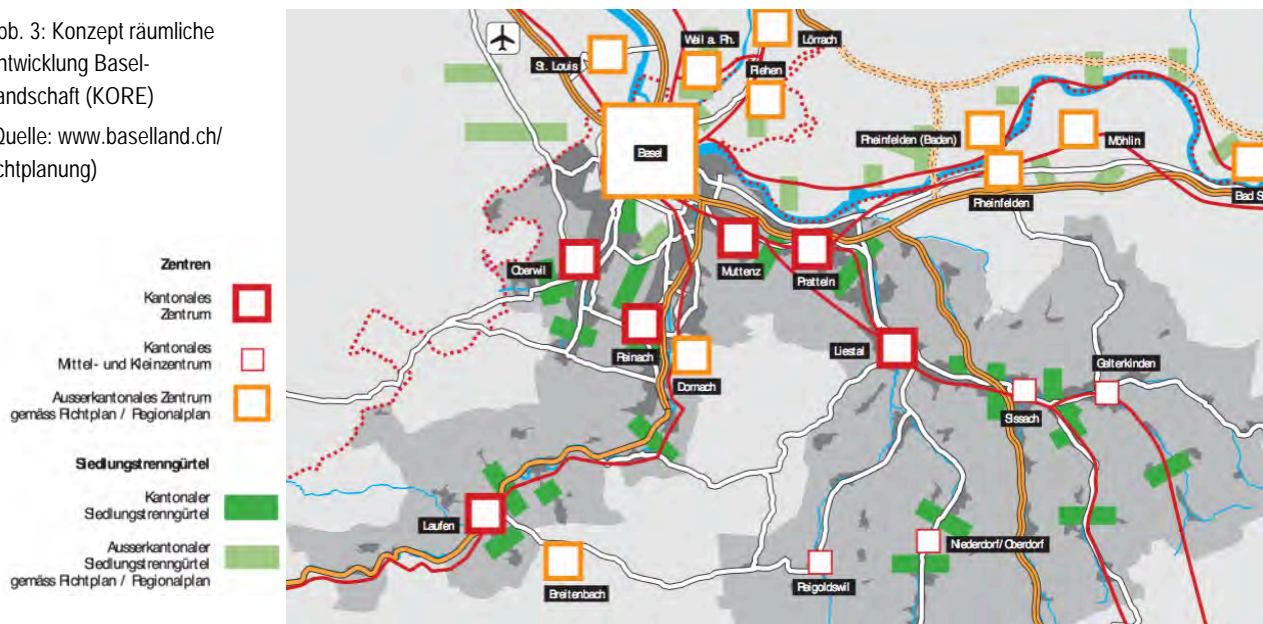 bb. 3: Konzept räumliche
ntwicklung Basel-
andschaft (KORE)
Quelle: www.baselland.ch/
chtplanung)
Zentren
Kantonales
Zentrum
Kantonales
Mittel- und Kleinzentrum
Ausserkantonales Zentrum
gemäss Richtplan / Regionalplan
Siedlungstrenngürtel
Kantonaler
Siedlungstrenngürtel
Ausserkantonaler
Siedlungstrenngürtel
gemäss Richtplan / Regionalplan
Weil a. Rh.
Lörrach
St. Louis
Riehen
Basel
Rheinfelden (Baden)
Möhlin
Rheinfelden
Bad S
Oberwil
Muttenz
Pratteln
Reinach
Liestal
Dornach
Gelterkinden
Sissach
Laufen
Niederdorf/Oberdorf
Reigoldswil
Breitenbach